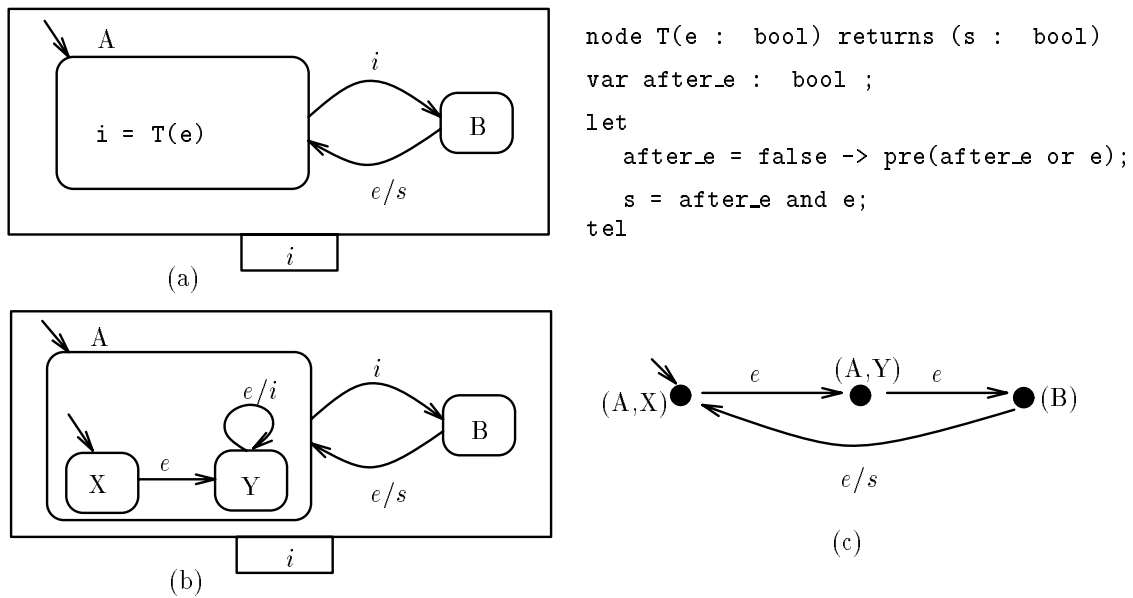 A
i
i = T(e)
B
e/s
i
(a)
node T(e : bool) returns (s : bool)
var after_e : bool ;
let
after_e = false -> pre(after_e or e);
s = after_e and e;
tel
A
i
e/i
B
X
e
Y
e/s
i
(b)
(A,X)
e
(A,Y)
e
(B)
e/s
(c)